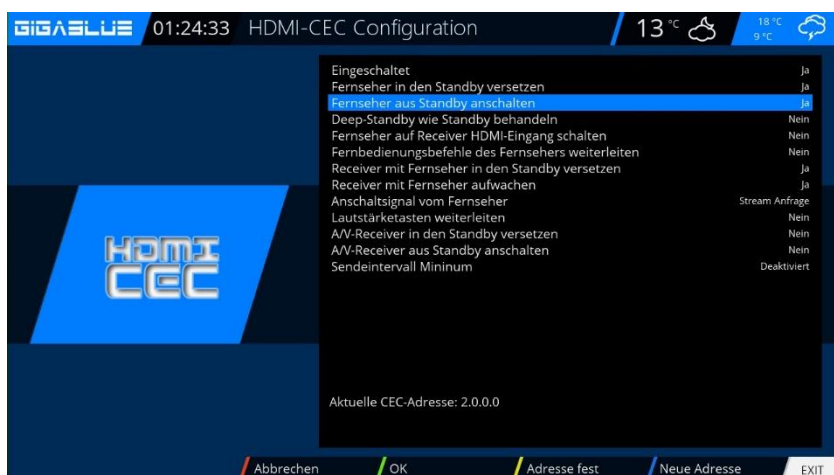 GIGABLUE 01:24:33 HDMI-CEC Configuration 13 °C 18 °C
9 °C
Eingeschaltet Ja
Fernseher in den Standby versetzen Ja
Fernseher aus Standby anschalten Ja
Deep-Standby wie Standby behandeln Nein
Fernseher auf Receiver HDMI-Eingang schalten Nein
Fernbedienungsbefehle des Fernsehers weiterleiten Nein
Receiver mit Fernseher in den Standby versetzen Ja
Receiver mit Fernseher aufwachen Ja
Anschaltsignal vom Fernseher Stream Anfrage
Lautstärketasten weiterleiten Nein
A/V-Receiver in den Standby versetzen Nein
A/V-Receiver aus Standby anschalten Nein
Sendeintervall Mininum Deaktiviert
HDMI
CEC
Aktuelle CEC-Adresse: 2.0.0.0
Abbrechen OK Adresse fest Neue Adresse EXIT